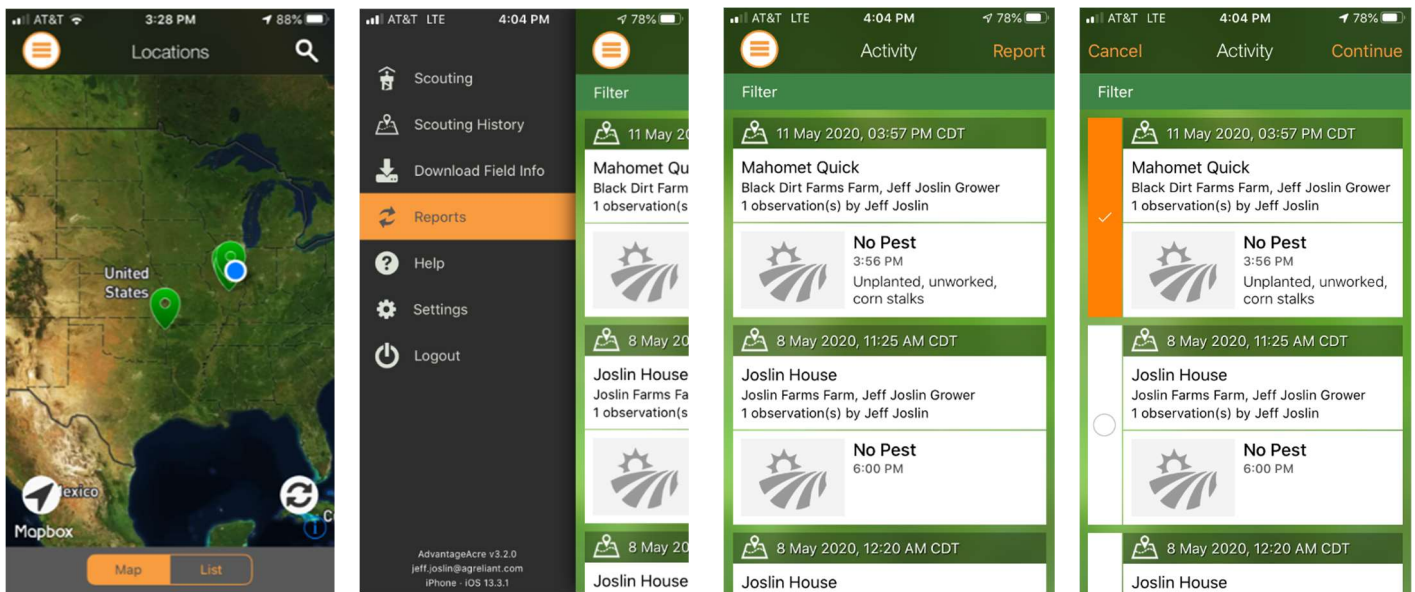 AT&T
3:28 PM
88%
Locations
United
States
Mexico
Mapbox
Map
List
AT&T LTE
4:04 PM
78%
Scouting
Scouting History
Download Field Info
Reports
Help
Settings
Logout
AdvantageAcre v3.2.0
jeff.joslin@agreliant.com
iPhone - iOS 13.3.1
Filter
11 May 20
Mahomet Qu
Black Dirt Farm
1 observation(s
8 May 20
Joslin House
Joslin Farms Fa
1 observation(s
8 May 20
Joslin House
AT&T LTE
4:04 PM
78%
Activity
Report
Filter
11 May 2020, 03:57 PM CDT
Mahomet Quick
Black Dirt Farms Farm, Jeff Joslin Grower
1 observation(s) by Jeff Joslin
No Pest
3:56 PM
Unplanted, unworked,
corn stalks
8 May 2020, 11:25 AM CDT
Joslin House
Joslin Farms Farm, Jeff Joslin Grower
1 observation(s) by Jeff Joslin
No Pest
6:00 PM
8 May 2020, 12:20 AM CDT
Joslin House
AT&T LTE
4:04 PM
78%
Cancel
Activity
Continue
Filter
11 May 2020, 03:57 PM CDT
Mahomet Quick
Black Dirt Farms Farm, Jeff Joslin Grower
1 observation(s) by Jeff Joslin
No Pest
3:56 PM
Unplanted, unworked,
corn stalks
8 May 2020, 11:25 AM CDT
Joslin House
Joslin Farms Farm, Jeff Joslin Grower
1 observation(s) by Jeff Joslin
No Pest
6:00 PM
8 May 2020, 12:20 AM CDT
Joslin House